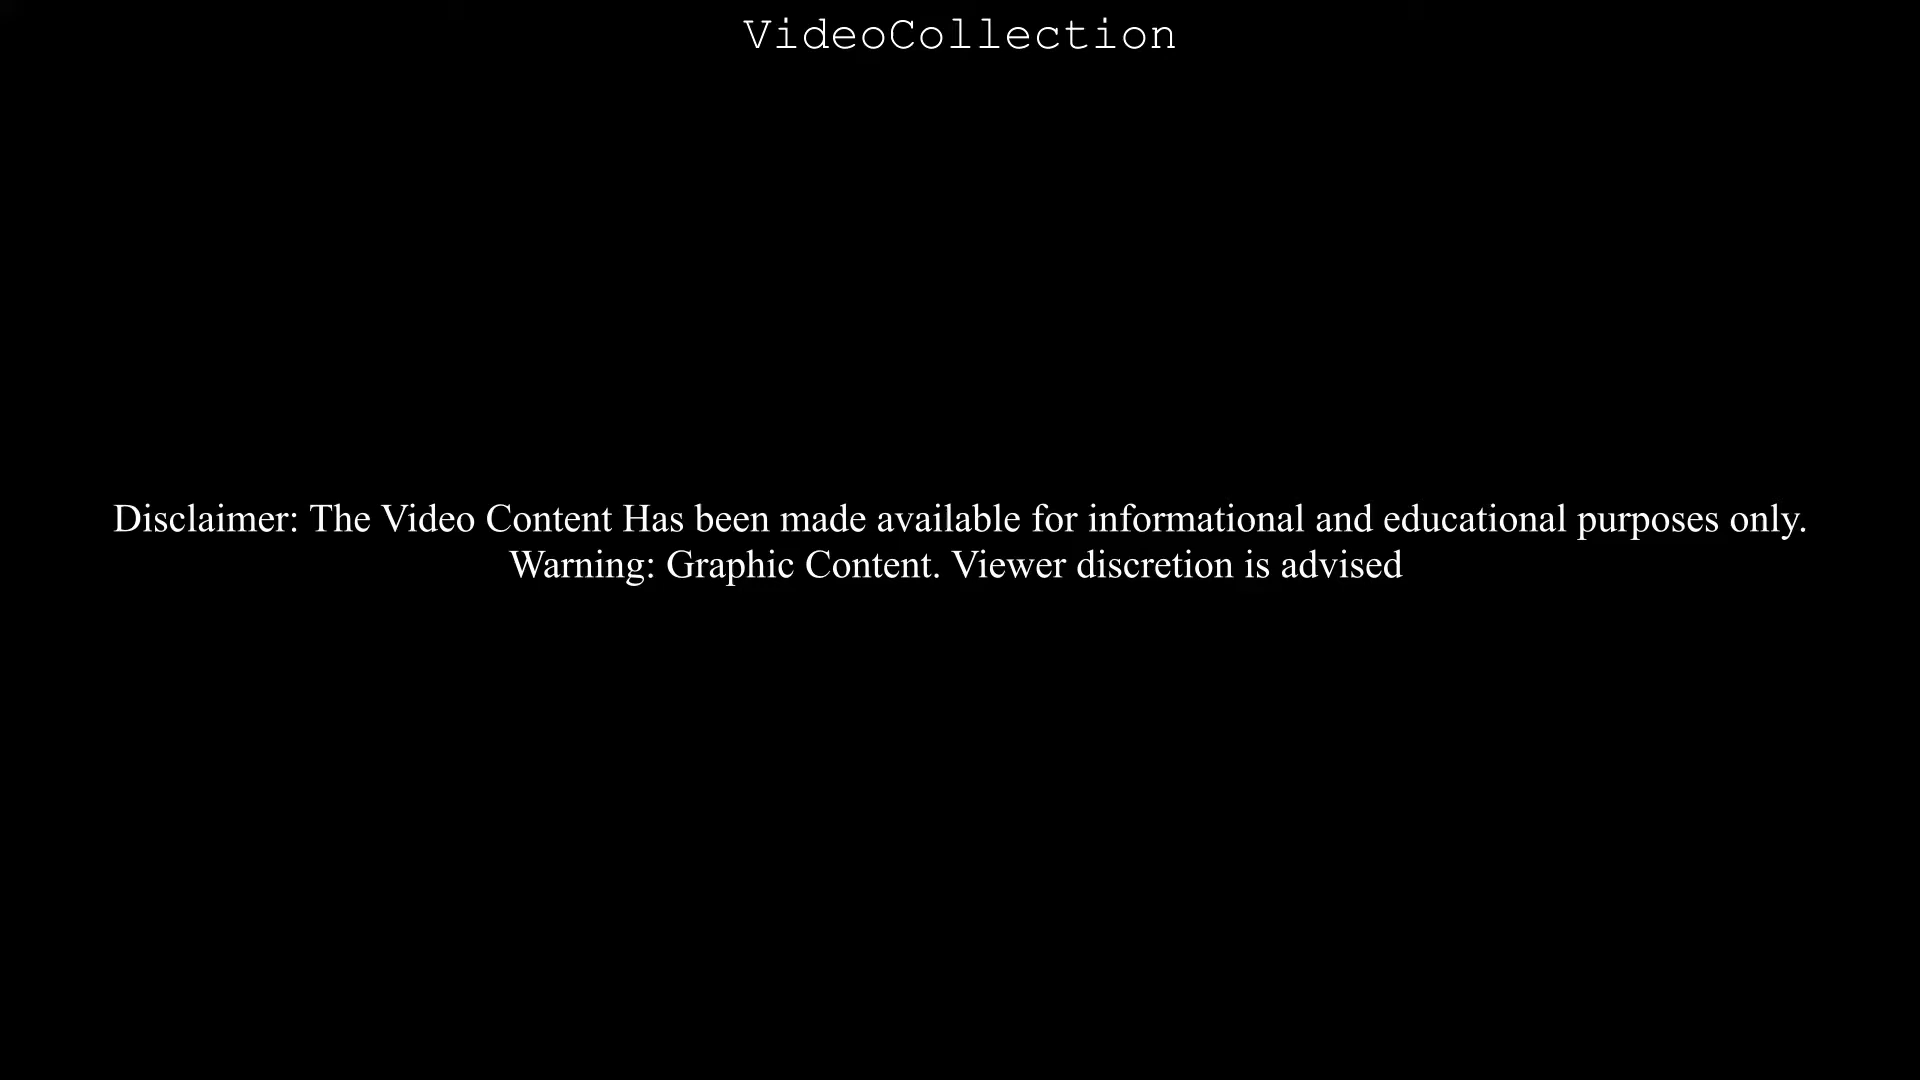 VideoCollection
Disclaimer: The Video Content Has been made available for informational and educational purposes only.
Warning: Graphic Content. Viewer discretion is advised